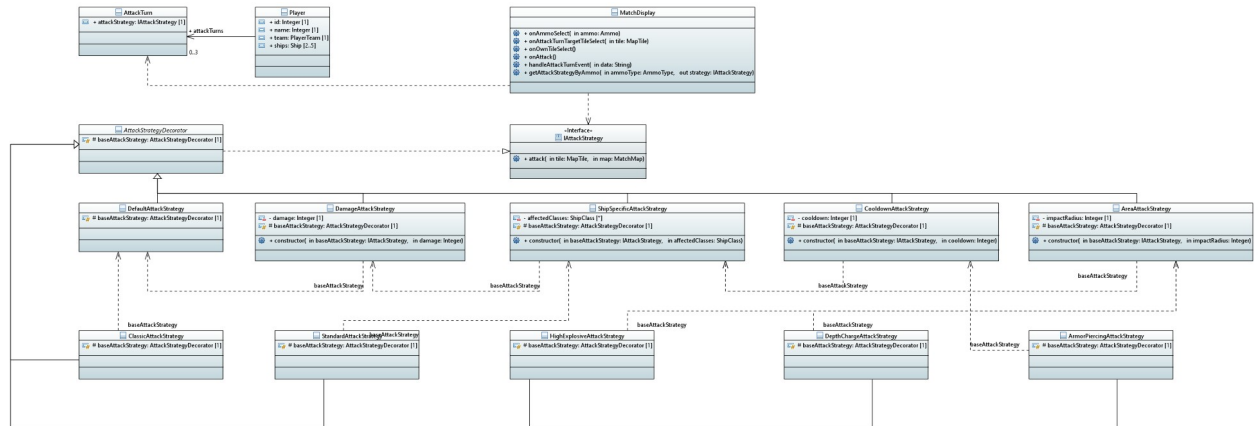 AttackTurn
+ attackStrategy: IAttackStrategy [1]
+ attackTurns
0..3
Player
+ id: Integer [1]
+ name: Integer [1]
+ team: PlayerTeam [1]
+ ships: Ship [2..5]
MatchDisplay
+ onAmmoSelect( in ammo: Ammo)
+ onAttackTurnTargetTileSelect( in tile: MapTile)
+ onOwnTileSelect()
+ onAttack()
+ handleAttackTurnEvent( in data: String)
+ getAttackStrategyByAmmo( in ammoType: AmmoType, out strategy: IAttackStrategy)
AttackStrategyDecorator
# baseAttackStrategy: AttackStrategyDecorator [1]
«Interface»
IAttackStrategy
+ attack( in tile: MapTile, in map: MatchMap)
DefaultAttackStrategy
# baseAttackStrategy: AttackStrategyDecorator [1]
DamageAttackStrategy
- damage: Integer [1]
# baseAttackStrategy: AttackStrategyDecorator [1]
+ constructor( in baseAttackStrategy: IAttackStrategy, in damage: Integer)
ShipSpecificAttackStrategy
- affectedClasses: ShipClass [*]
# baseAttackStrategy: AttackStrategyDecorator [1]
+ constructor( in baseAttackStrategy: IAttackStrategy, in affectedClasses: ShipClass)
CooldownAttackStrategy
- cooldown: Integer [1]
# baseAttackStrategy: AttackStrategyDecorator [1]
+ constructor( in baseAttackStrategy: IAttackStrategy, in cooldown: Integer)
AreaAttackStrategy
- impactRadius: Integer [1]
# baseAttackStrategy: AttackStrategyDecorator [1]
+ constructor( in baseAttackStrategy: IAttackStrategy, in impactRadius: Integer)
baseAttackStrategy
baseAttackStrategy
baseAttackStrategy
baseAttackStrategy
baseAttackStrategy
baseAttackStrategy
baseAttackStrategy
baseAttackStrategy
baseAttackStrategy
ClassicAttackStrategy
# baseAttackStrategy: AttackStrategyDecorator [1]
StandardAttackStrategy
# baseAttackStrategy: AttackStrategyDecorator [1]
HighExplosiveAttackStrategy
# baseAttackStrategy: AttackStrategyDecorator [1]
DepthChargeAttackStrategy
# baseAttackStrategy: AttackStrategyDecorator [1]
ArmorPiercingAttackStrategy
# baseAttackStrategy: AttackStrategyDecorator [1]